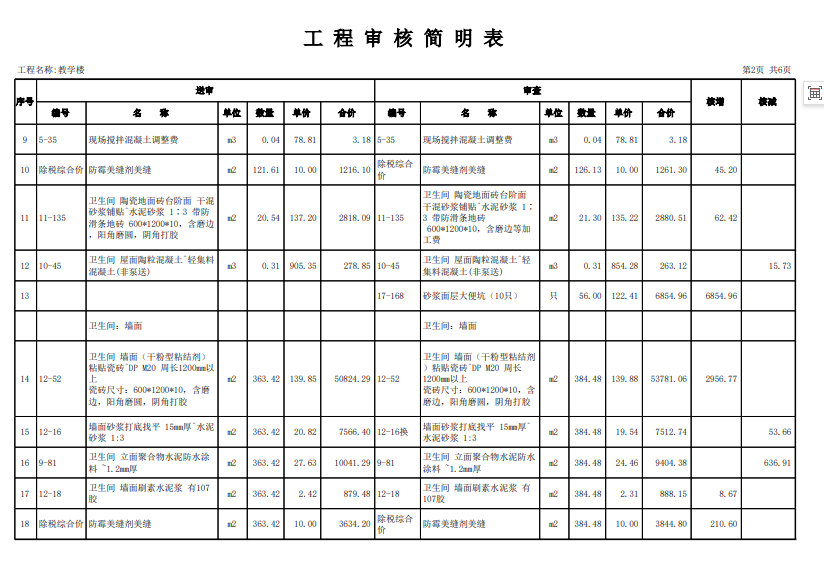 工程审核简明表
工程名称:教学楼 第2页 共6页
序号 送审 审查 核增 核减
编号 名 称 单位 数量 单价 合价 编号 名 称 单位 数量 单价 合价
9 5-35 现场搅拌混凝土调整费 m3 0.04 78.81 3.18 5-35 现场搅拌混凝土调整费 m3 0.04 78.81 3.18
10 除税综合价 防霉美缝剂美缝 m2 121.61 10.00 1216.10 除税综合价 防霉美缝剂美缝 m2 126.13 10.00 1261.30 45.20
11 11-135 卫生间 陶瓷地面砖台阶面 干混砂浆铺贴~水泥砂浆 1∶3 带防滑条地砖 600*1200*10，含磨边，阳角磨圆，阴角打胶 m2 20.54 137.20 2818.09 11-135 卫生间 陶瓷地面砖台阶面 干混砂浆铺贴~水泥砂浆 1∶3 带防滑条地砖 600*1200*10，含磨边等加工费 m2 21.30 135.22 2880.51 62.42
12 10-45 卫生间 屋面陶粒混凝土~轻集料混凝土(非泵送) m3 0.31 905.35 278.85 10-45 卫生间 屋面陶粒混凝土~轻集料混凝土(非泵送) m3 0.31 854.28 263.12 15.73
13 17-168 砂浆面层大便坑（10只） 只 56.00 122.41 6854.96 6854.96
卫生间：墙面 卫生间：墙面
14 12-52 卫生间 墙面（干粉型粘结剂）粘贴瓷砖~DP M20 周长1200mm以上 瓷砖尺寸：600*1200*10，含磨边，阳角磨圆，阴角打胶 m2 363.42 139.85 50824.29 12-52 卫生间 墙面（干粉型粘结剂）粘贴瓷砖~DP M20 周长1200mm以上 瓷砖尺寸：600*1200*10，含磨边，阳角磨圆，阴角打胶 m2 384.48 139.88 53781.06 2956.77
15 12-16 墙面砂浆打底找平 15mm厚~水泥砂浆 1:3 m2 363.42 20.82 7566.40 12-16换 墙面砂浆打底找平 15mm厚~水泥砂浆 1:3 m2 384.48 19.54 7512.74 53.66
16 9-81 卫生间 立面聚合物水泥防水涂料 ~1.2mm厚 m2 363.42 27.63 10041.29 9-81 卫生间 立面聚合物水泥防水涂料 ~1.2mm厚 m2 384.48 24.46 9404.38 636.91
17 12-18 卫生间 墙面刷素水泥浆 有107胶 m2 363.42 2.42 879.48 12-18 卫生间 墙面刷素水泥浆 有107胶 m2 384.48 2.31 888.15 8.67
18 除税综合价 防霉美缝剂美缝 m2 363.42 10.00 3634.20 除税综合价 防霉美缝剂美缝 m2 384.48 10.00 3844.80 210.60